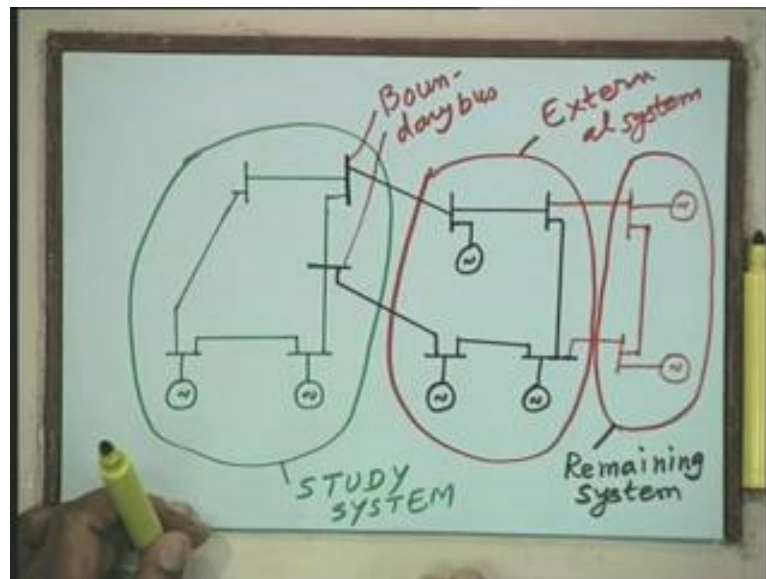 Boun-
dary bus
Extern
al system
STUDY
SYSTEM
Remaining
System
~
~
~
~
~
~
~